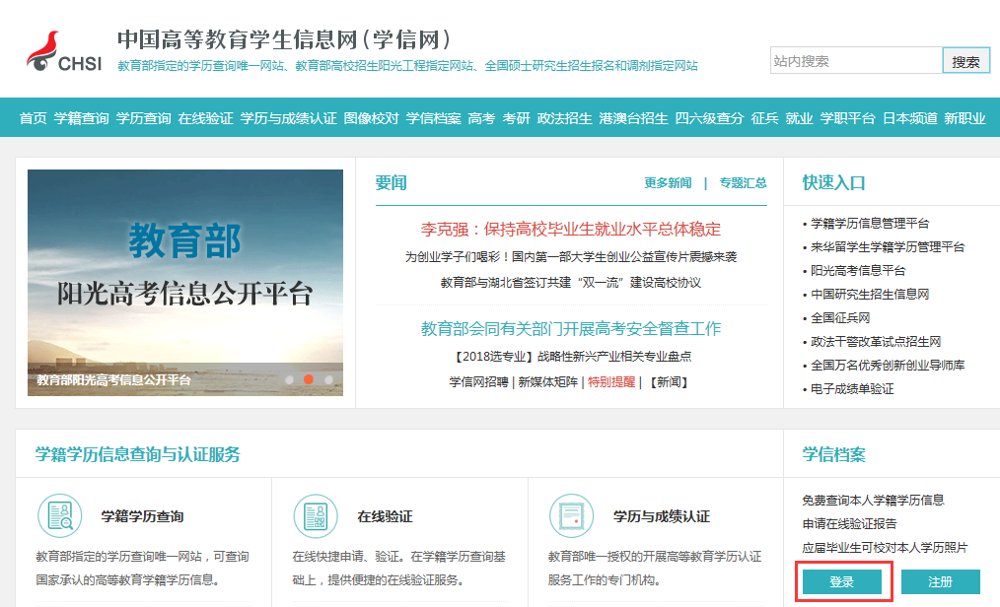 CHSI
中国高等教育学生信息网(学信网)
教育部指定的学历查询唯一网站、教育部高校招生阳光工程指定网站、全国硕士研究生招生报名和调剂指定网站
站内搜索
搜索
首页 学籍查询 学历查询 在线验证 学历与成绩认证 图像校对 学信档案 高考 考研 政法招生 港澳台招生 四六级查分 征兵 就业 学职平台 日本频道 新职业
教育部
阳光高考信息公开平台
教育部阳光高考信息公开平台
要闻
更多新闻 | 专题汇总
李克强：保持高校毕业生就业水平总体稳定
为创业学子们喝彩！国内第一部大学生创业公益宣传片震撼来袭
教育部与湖北省签订共建“双一流”建设高校协议
教育部会同有关部门开展高考安全督查工作
【2018选专业】战略性新兴产业相关专业盘点
学信网招聘 | 新媒体矩阵 | 特别提醒 | 【新闻】
快速入口
• 学籍学历信息管理平台
• 来华留学生学籍学历管理平台
• 阳光高考信息平台
• 中国研究生招生信息网
• 全国征兵网
• 政法干警改革试点招生网
• 全国万名优秀创新创业导师库
• 电子成绩单验证
学籍学历信息查询与认证服务
学籍学历查询
教育部指定的学历查询唯一网站，可查询
国家承认的高等教育学籍学历信息。
在线验证
在线快捷申请、验证。在学籍学历查询基
础上，提供便捷的在线验证服务。
学历与成绩认证
教育部唯一授权的开展高等教育学历认证
服务工作的专门机构。
学信档案
免费查询本人学籍学历信息
申请在线验证报告
应届毕业生可校对本人学历照片
登录
注册